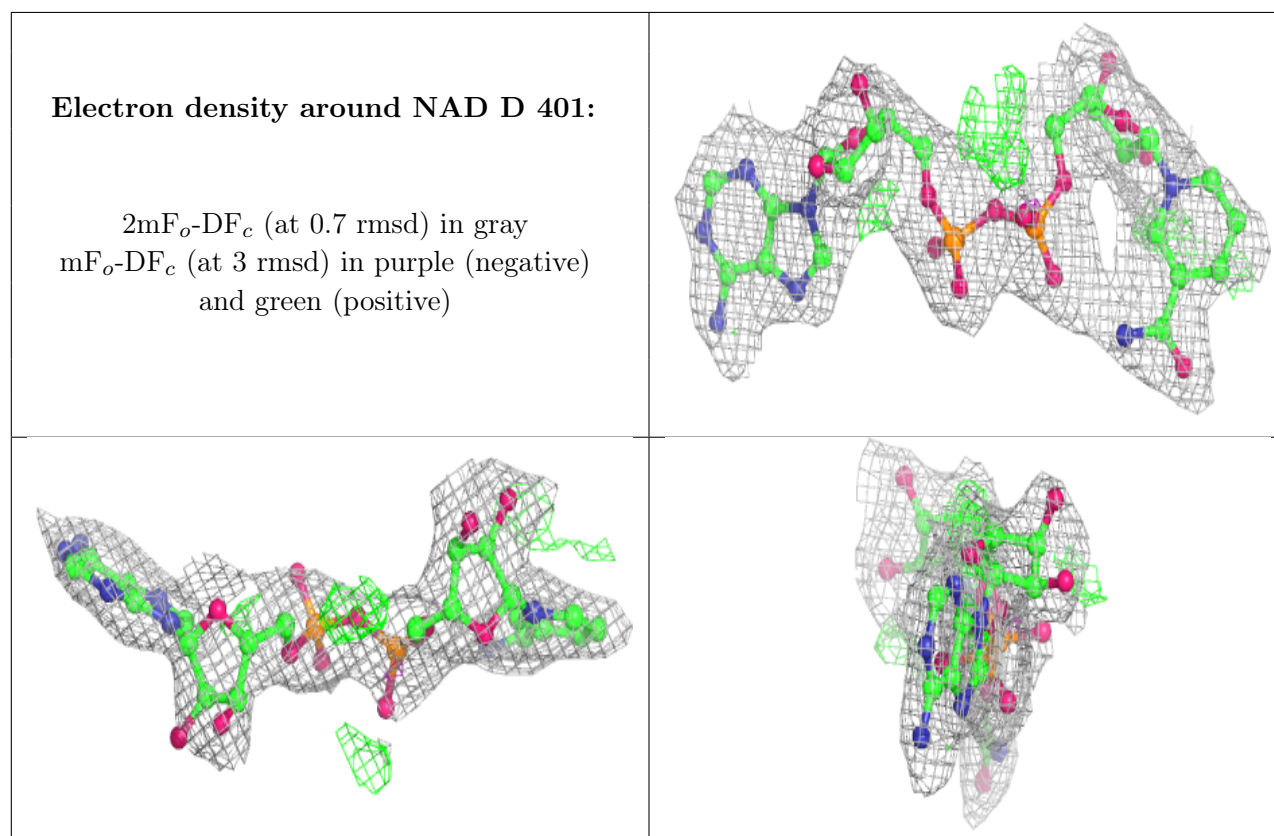 Electron density around NAD D 401:
2mFo-DFc (at 0.7 rmsd) in gray
mFo-DFc (at 3 rmsd) in purple (negative)
and green (positive)